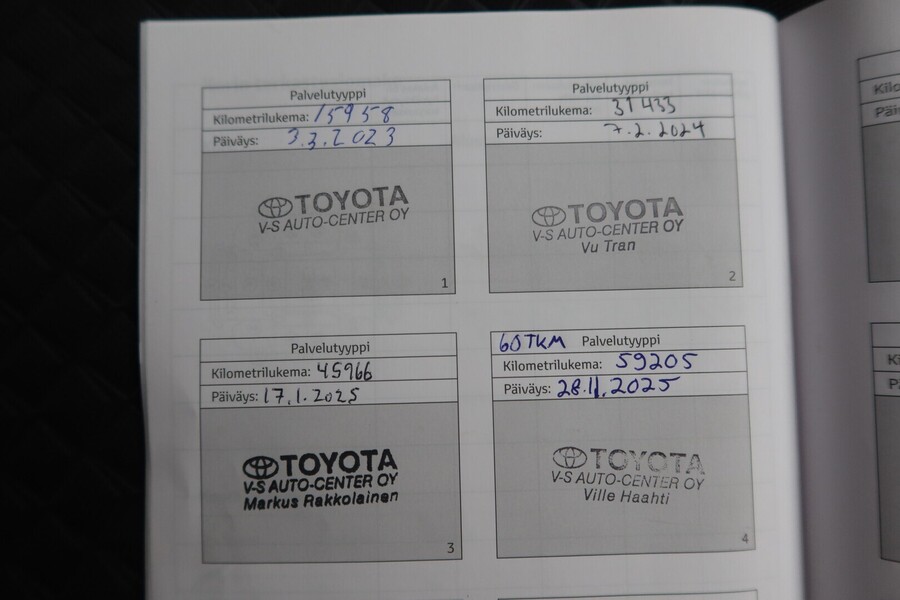 Palvelutyyppi
Kilometrilukema: 15958
Päiväys: 3.3.2023
TOYOTA
V-S AUTO-CENTER OY
1
Palvelutyyppi
Kilometrilukema: 31433
Päiväys: 7.2.2024
TOYOTA
V-S AUTO-CENTER OY
Vu Tran
2
Palvelutyyppi
Kilometrilukema: 45966
Päiväys: 17.1.2025
TOYOTA
V-S AUTO-CENTER OY
Markus Rakkolainen
3
60TKM Palvelutyyppi
Kilometrilukema: 59205
Päiväys: 28.11.2025
TOYOTA
V-S AUTO-CENTER OY
Ville Haahti
4